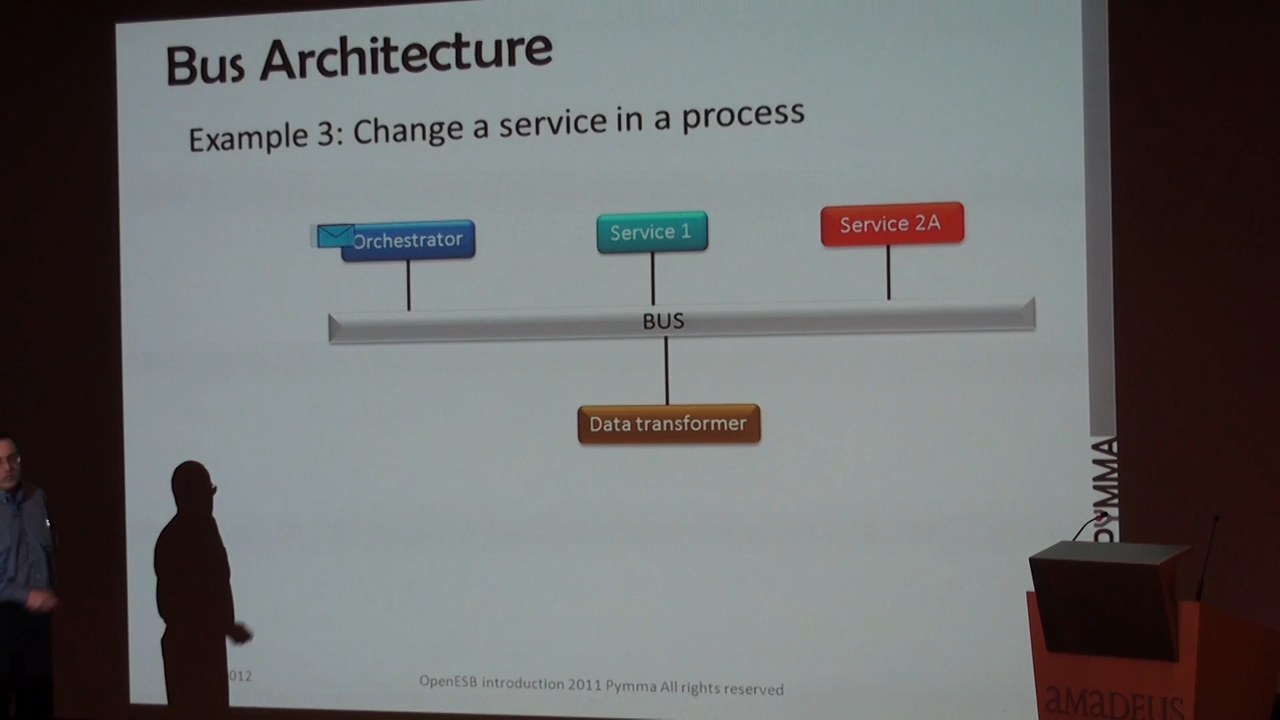 Bus Architecture
Example 3: Change a service in a process
Orchestrator
Service 1
Service 2A
BUS
Data transformer
PYMMA
012
OpenESB introduction 2011 Pymma All rights reserved
aMaDEUS